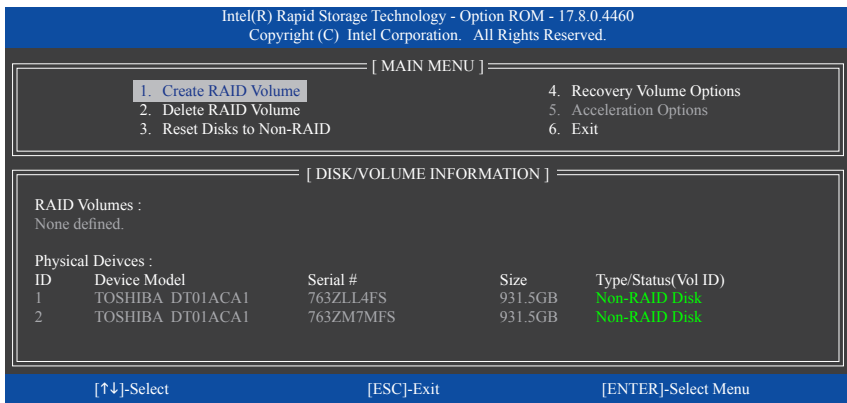 Intel(R) Rapid Storage Technology - Option ROM - 17.8.0.4460
Copyright (C) Intel Corporation. All Rights Reserved.
[ MAIN MENU ]
1. Create RAID Volume
2. Delete RAID Volume
3. Reset Disks to Non-RAID
4. Recovery Volume Options
5. Acceleration Options
6. Exit
[ DISK/VOLUME INFORMATION ]
RAID Volumes :
None defined.
Physical Deivces :
ID Device Model Serial # Size Type/Status(Vol ID)
1 TOSHIBA DT01ACA1 763ZLL4FS 931.5GB Non-RAID Disk
2 TOSHIBA DT01ACA1 763ZM7MFS 931.5GB Non-RAID Disk
[↑↓]-Select [ESC]-Exit [ENTER]-Select Menu